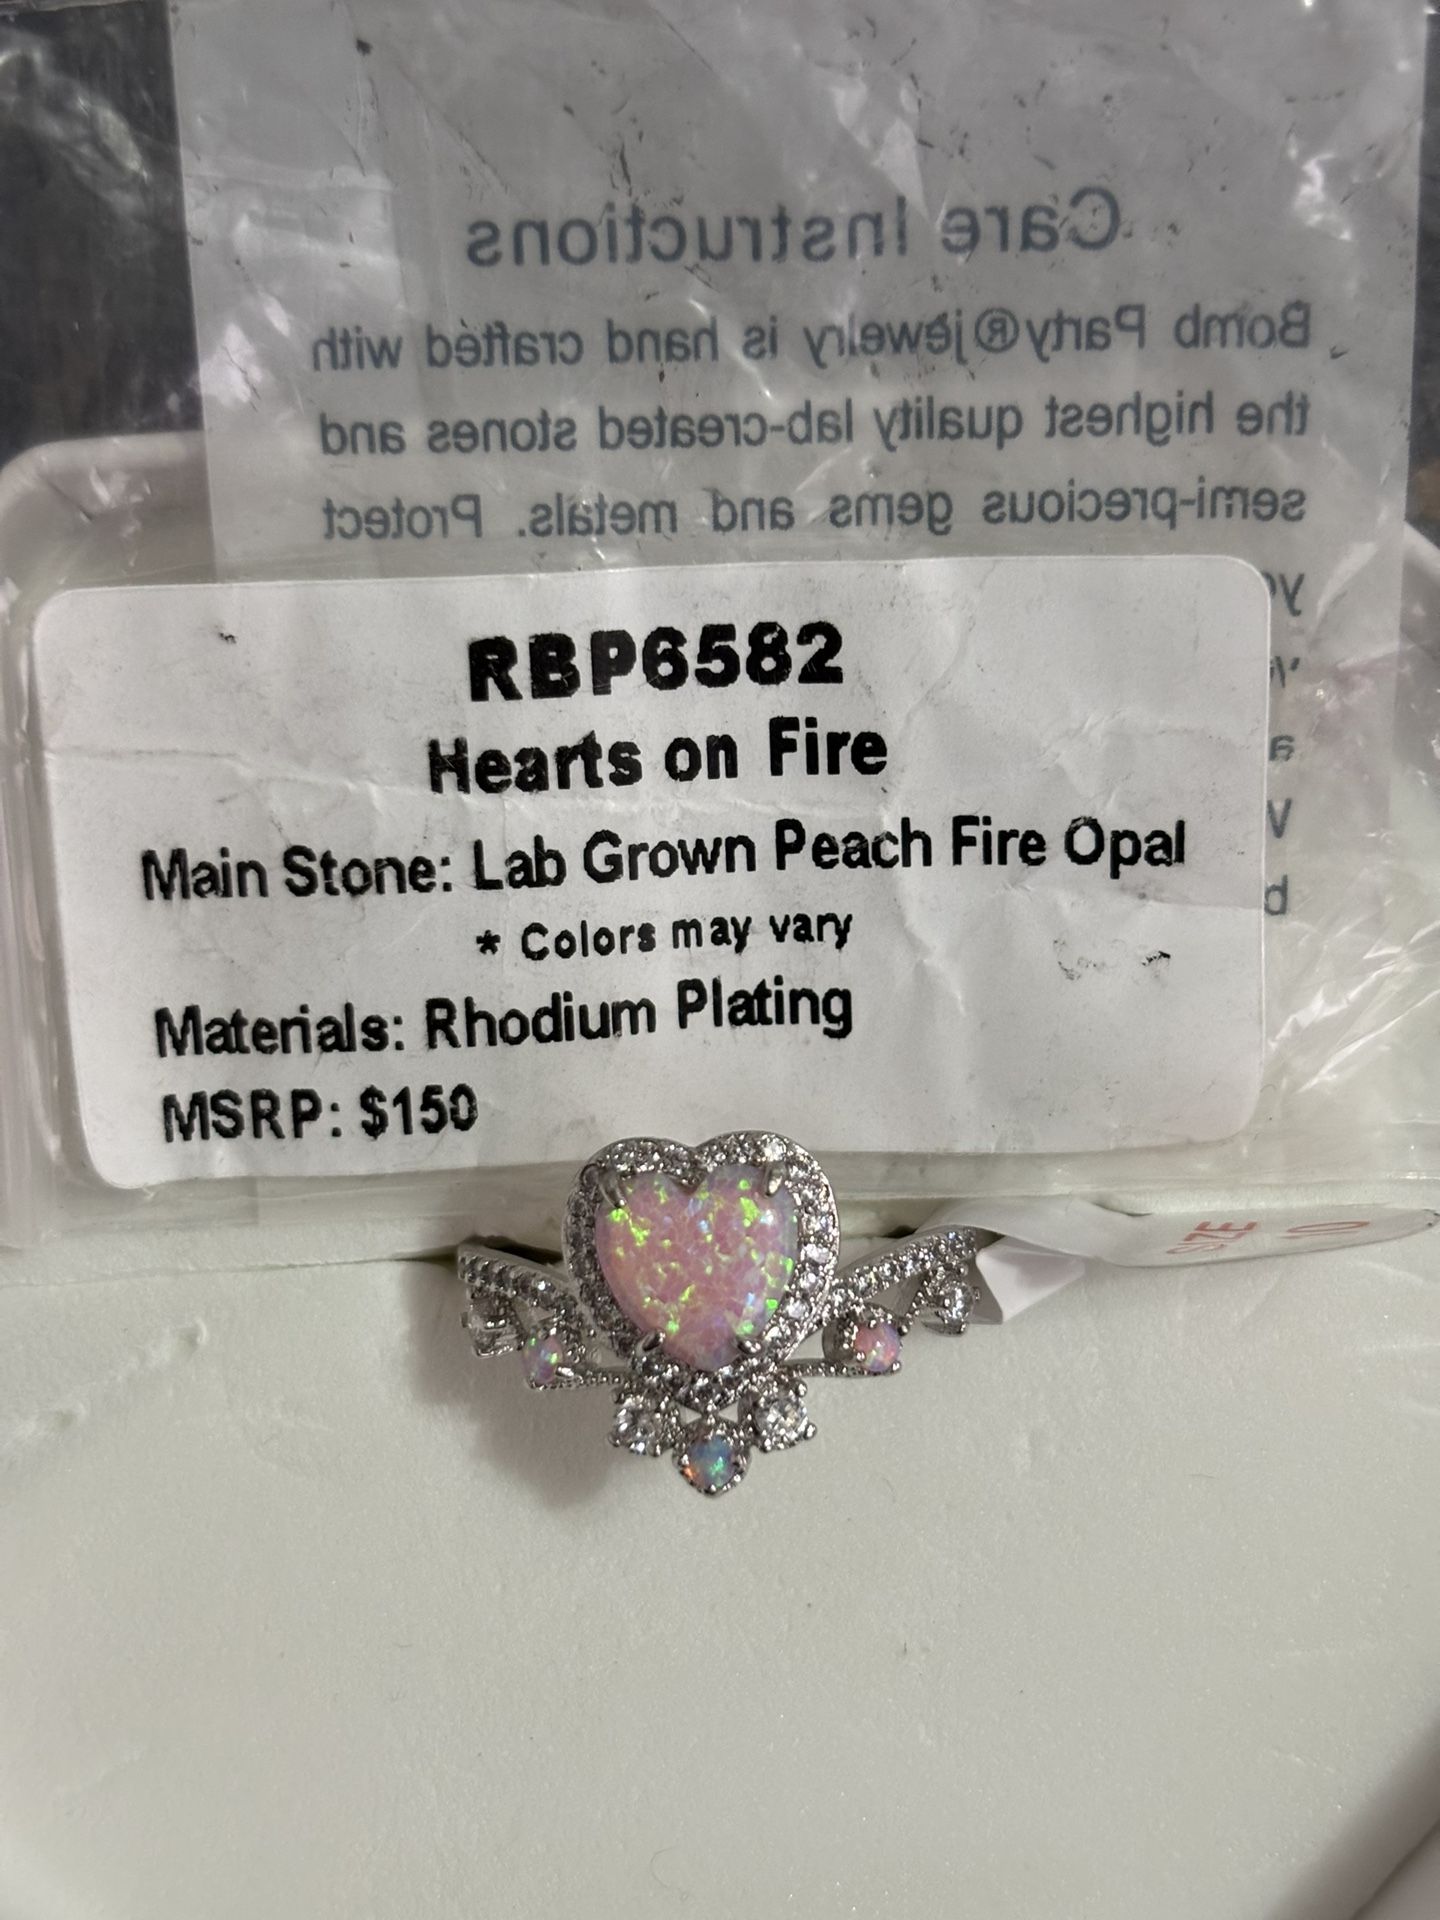 Care Instructions
Bomb Party® jewelry is hand crafted with
the highest quality lab-created stones and
semi-precious gems and metals. Protect
RBP6582
Hearts on Fire
Main Stone: Lab Grown Peach Fire Opal
* Colors may vary
Materials: Rhodium Plating
MSRP: $150
SIZE
10